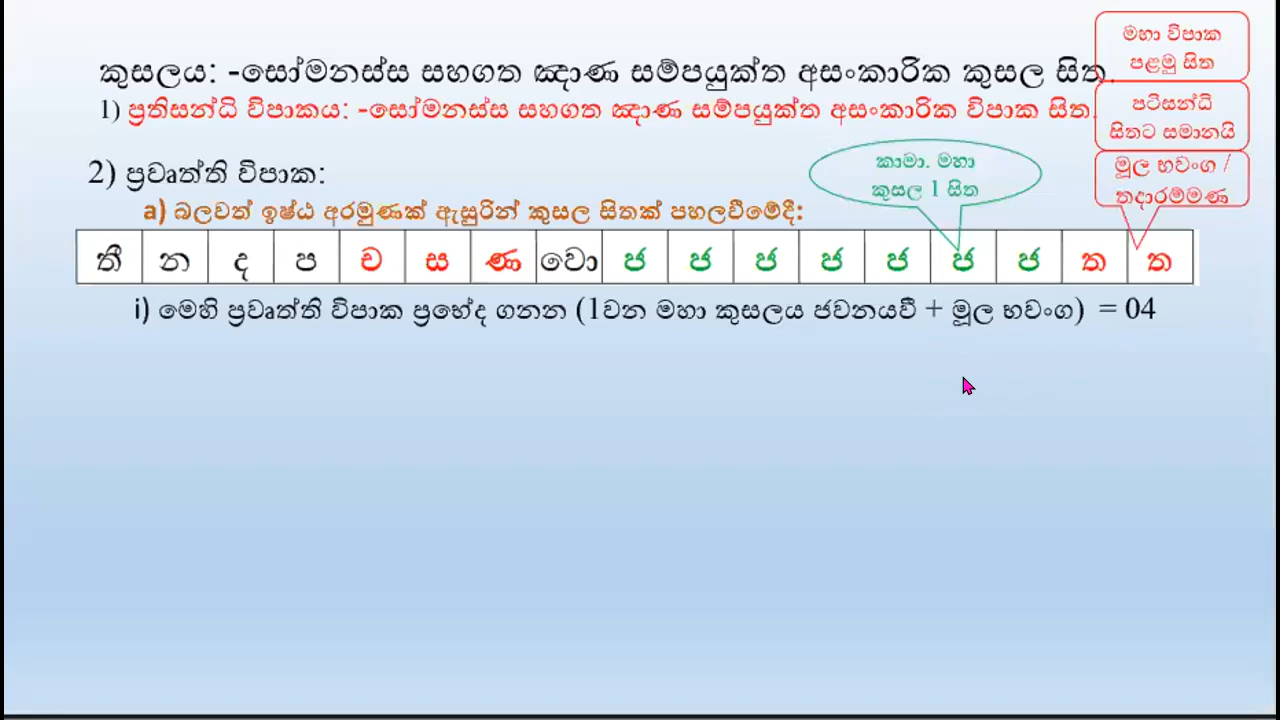 කුසලය: -සෝමනස්ස සහගත ඤාණ සම්පයුක්ත අසංකාරික කුසල සිත.
1) ප්‍රතිසන්ධි විපාකය: -සෝමනස්ස සහගත ඤාණ සම්පයුක්ත අසංකාරික විපාක සිත.
මහා විපාක
පළමු සිත
පටිසන්ධි
සිතට සමානයි
මූල භවංග /
තදාරම්මණ
2) ප්‍රවෘත්ති විපාක:
කාමා. මහා
කුසල 1 සිත
a) බලවත් ඉෂ්ඨ අරමුණක් ඇසුරින් කුසල සිතක් පහලවීමේදී:
තී න ද ප ච ස ණ වො ජ ජ ජ ජ ජ ජ ජ ත ත
i) මෙහි ප්‍රවෘත්ති විපාක ප්‍රභේද ගනන (1වන මහා කුසලය ජවනයවී + මූල භවංග) = 04